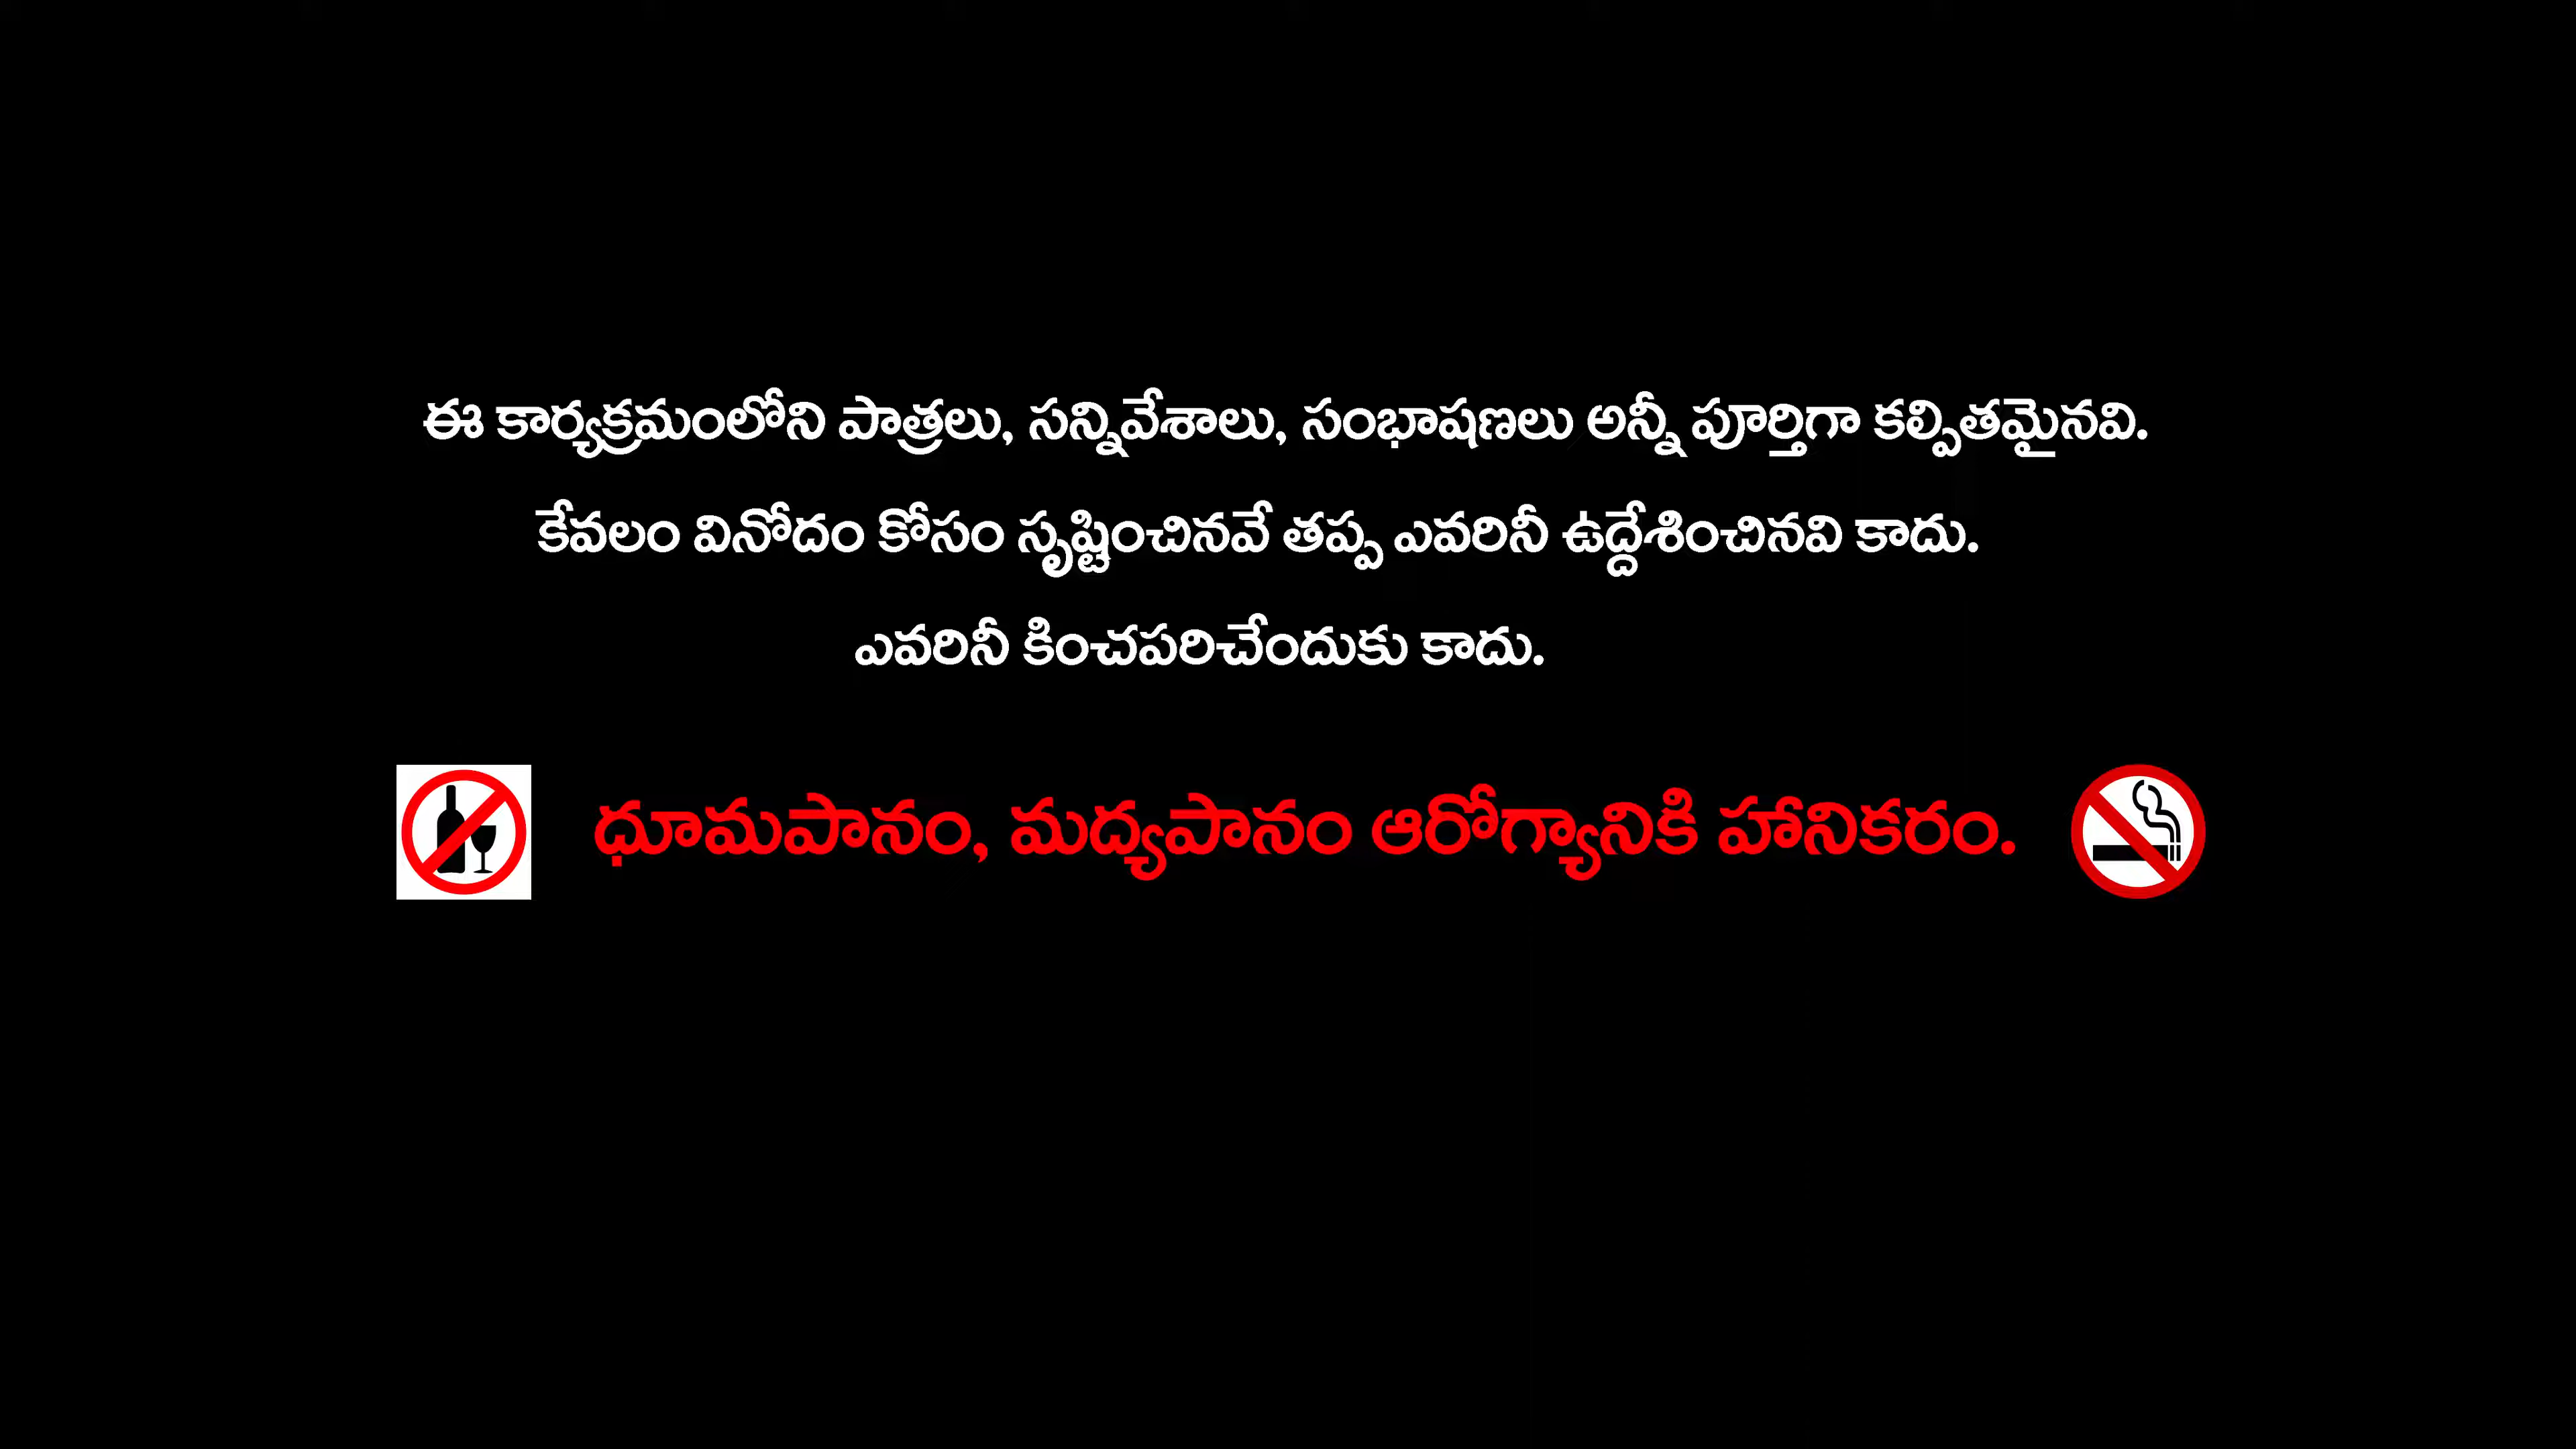 ఈ కార్యక్రమంలోని పాత్రలు, సన్నివేశాలు, సంభాషణలు అన్నీ పూర్తిగా కల్పితమైనవి.
కేవలం వినోదం కోసం సృష్టించినవే తప్ప ఎవరినీ ఉద్దేశించినవి కాదు.
ఎవరినీ కించపరిచేందుకు కాదు.
ధూమపానం, మద్యపానం ఆరోగ్యానికి హానికరం.